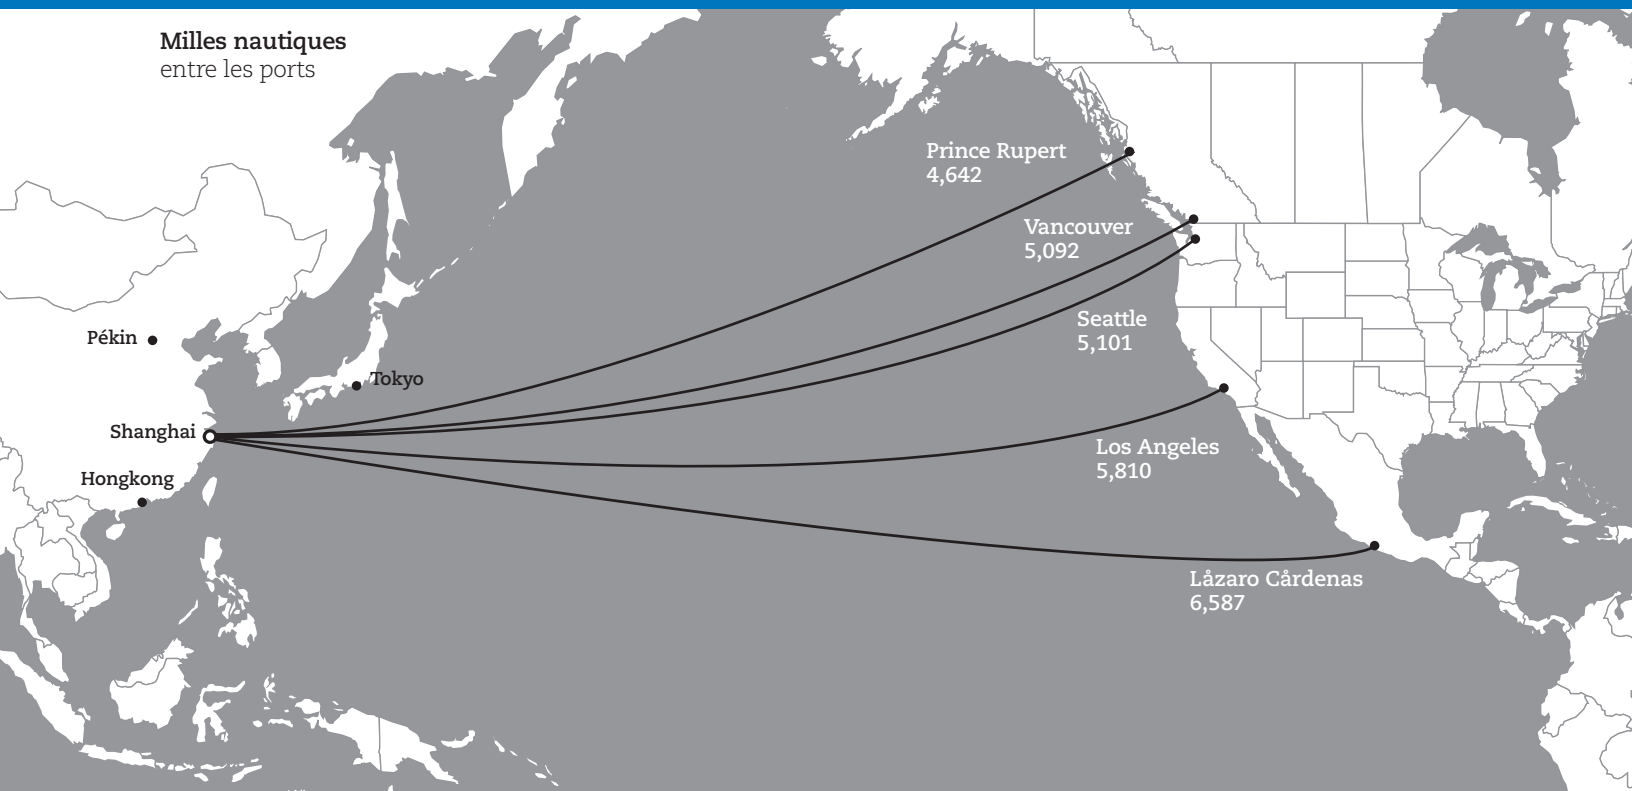 Milles nautiques
entre les ports
Prince Rupert
4,642
Vancouver
5,092
Seattle
5,101
Pékin
Tokyo
Shanghai
Los Angeles
5,810
Hongkong
Låzaro Cårdenas
6,587